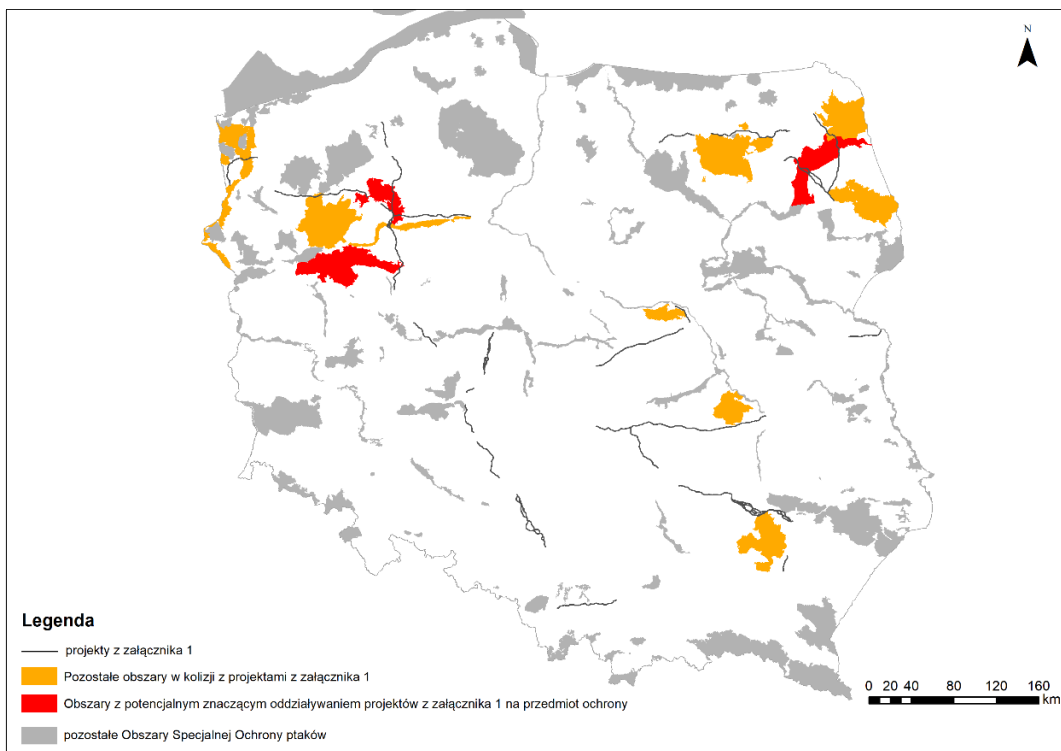 N
Legenda
projekty z załącznika 1
Pozostałe obszary w kolizji z projektami z załącznika 1
Obszary z potencjalnym znaczącym oddziaływaniem projektów z załącznika 1 na przedmiot ochrony
pozostałe Obszary Specjalnej Ochrony ptaków
0 20 40 80 120 160
km